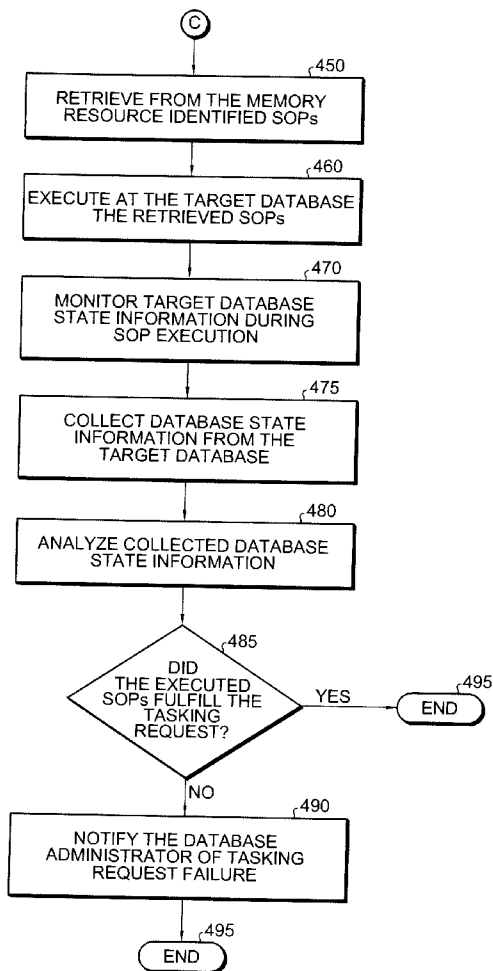 C
450
RETRIEVE FROM THE MEMORY
RESOURCE IDENTIFIED SOPs
460
EXECUTE AT THE TARGET DATABASE
THE RETRIEVED SOPs
470
MONITOR TARGET DATABASE
STATE INFORMATION DURING
SOP EXECUTION
475
COLLECT DATABASE STATE
INFORMATION FROM THE
TARGET DATABASE
480
ANALYZE COLLECTED DATABASE
STATE INFORMATION
485
DID
THE EXECUTED
SOPs FULFILL THE
TASKING
REQUEST?
YES
495
END
NO
490
NOTIFY THE DATABASE
ADMINISTRATOR OF TASKING
REQUEST FAILURE
495
END